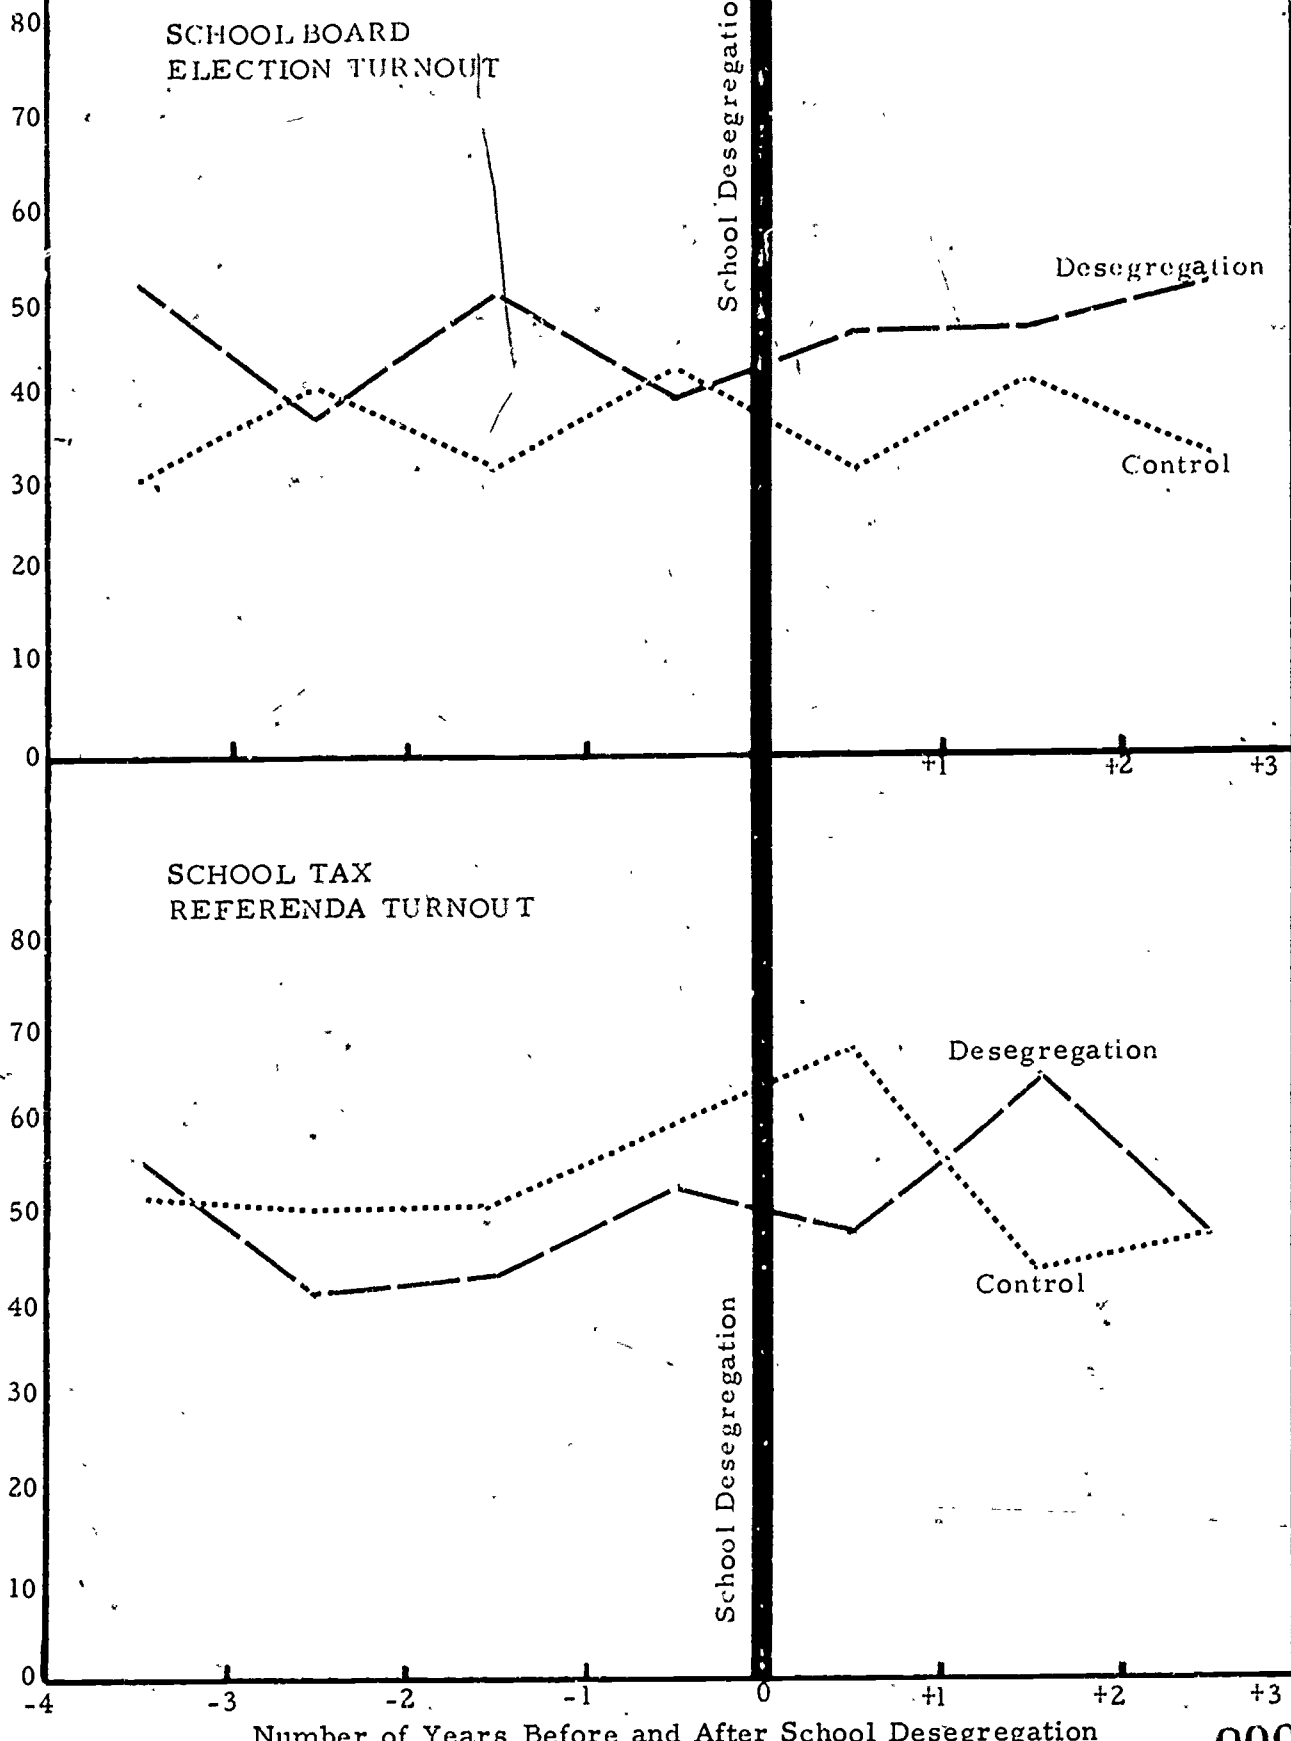 80
SCHOOL BOARD
ELECTION TURNOUT
70
60
50
40
30
20
10
0
School Desegregatio
Desegregation
Control
+1
+2
+3
SCHOOL TAX
REFERENDA TURNOUT
80
70
60
50
40
30
20
10
0
School Desegregation
Desegregation
Control
-4
-3
-2
-1
0
+1
+2
+3
Number of Years Before and After School Desegregation